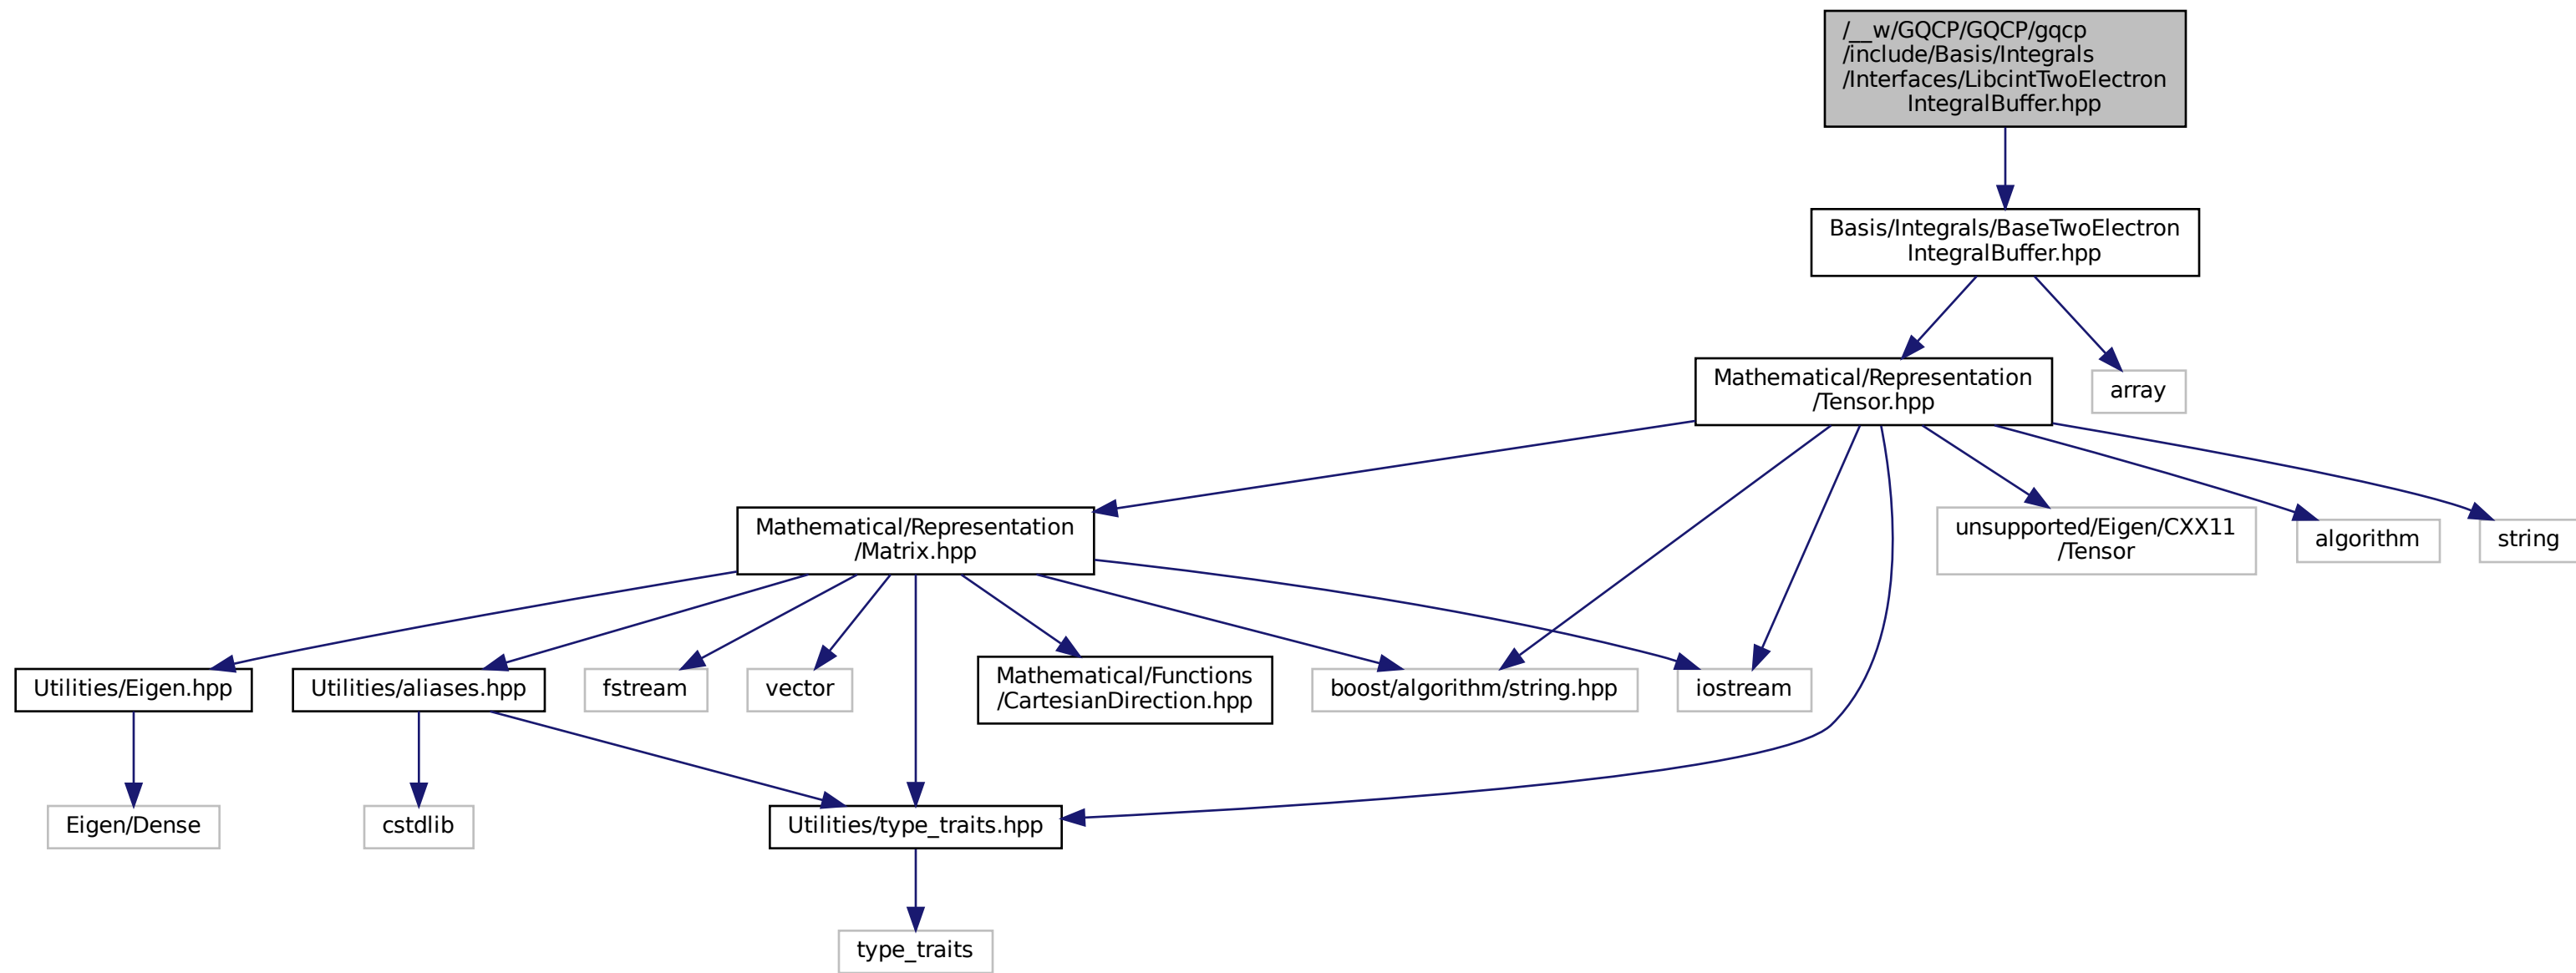 /__w/GQCP/GQCP/gqcp
/include/Basis/Integrals
/Interfaces/LibcintTwoElectron
IntegralBuffer.hpp
Basis/Integrals/BaseTwoElectron
IntegralBuffer.hpp
Mathematical/Representation
/Tensor.hpp
array
Mathematical/Representation
/Matrix.hpp
unsupported/Eigen/CXX11
/Tensor
algorithm
string
Utilities/Eigen.hpp
Utilities/aliases.hpp
fstream
vector
Mathematical/Functions
/CartesianDirection.hpp
boost/algorithm/string.hpp
iostream
Eigen/Dense
cstdlib
Utilities/type_traits.hpp
type_traits